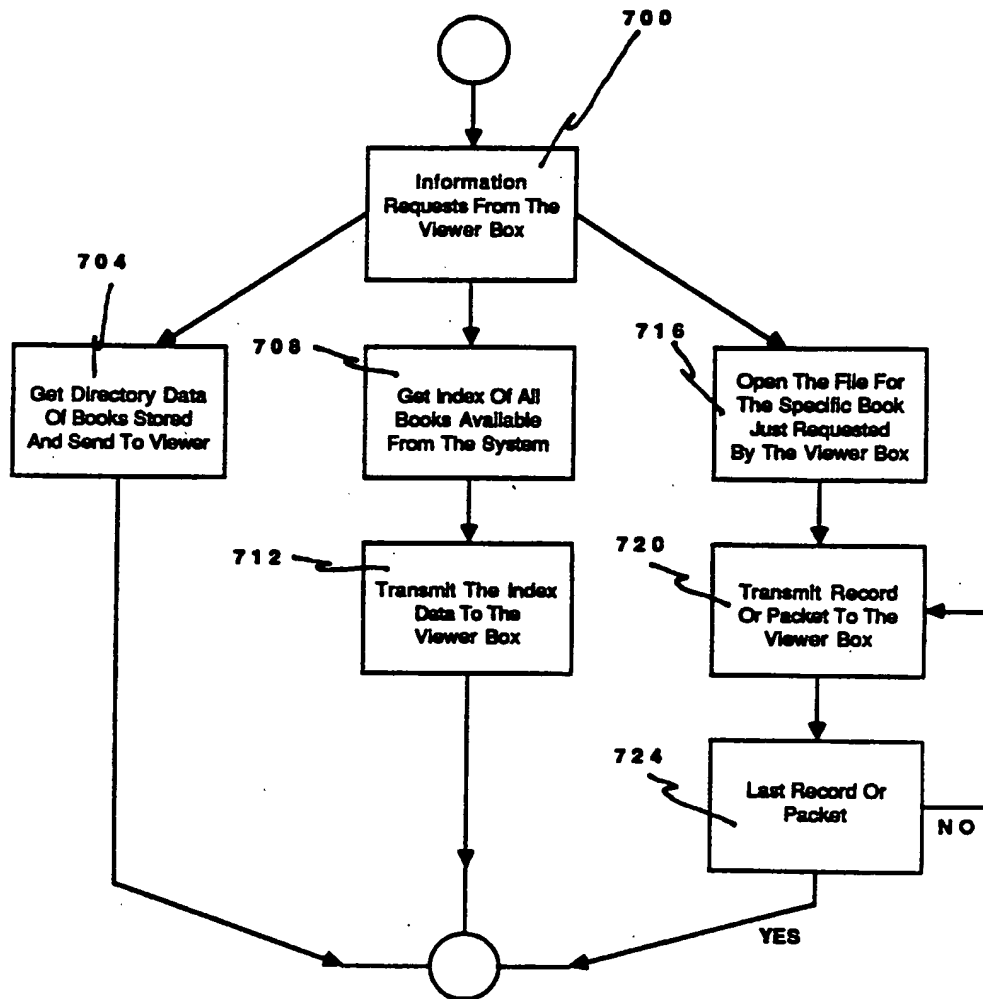 700
Information
Requests From The
Viewer Box
704
708
716
Get Directory Data
Of Books Stored
And Send To Viewer
Get Index Of All
Books Available
From The System
Open The File For
The Specific Book
Just Requested
By The Viewer Box
712
720
Transmit The Index
Data To The
Viewer Box
Transmit Record
Or Packet To The
Viewer Box
724
Last Record Or
Packet
NO
YES